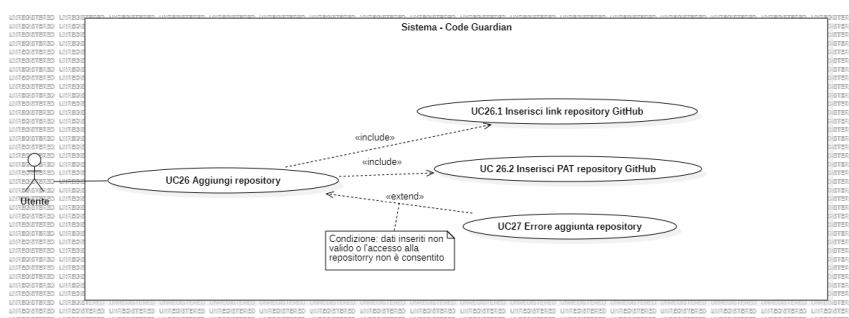 Sistema - Code Guardian
UC26.1 Inserisci link repository GitHub
«include»
«include»
UC 26.2 Inserisci PAT repository GitHub
UC26 Aggiungi repository
Utente
«extend»
UC27 Errore aggiunta repository
Condizione: dati inseriti non
valido o l'accesso alla
repositorry non è consentito
UNREGISTERED